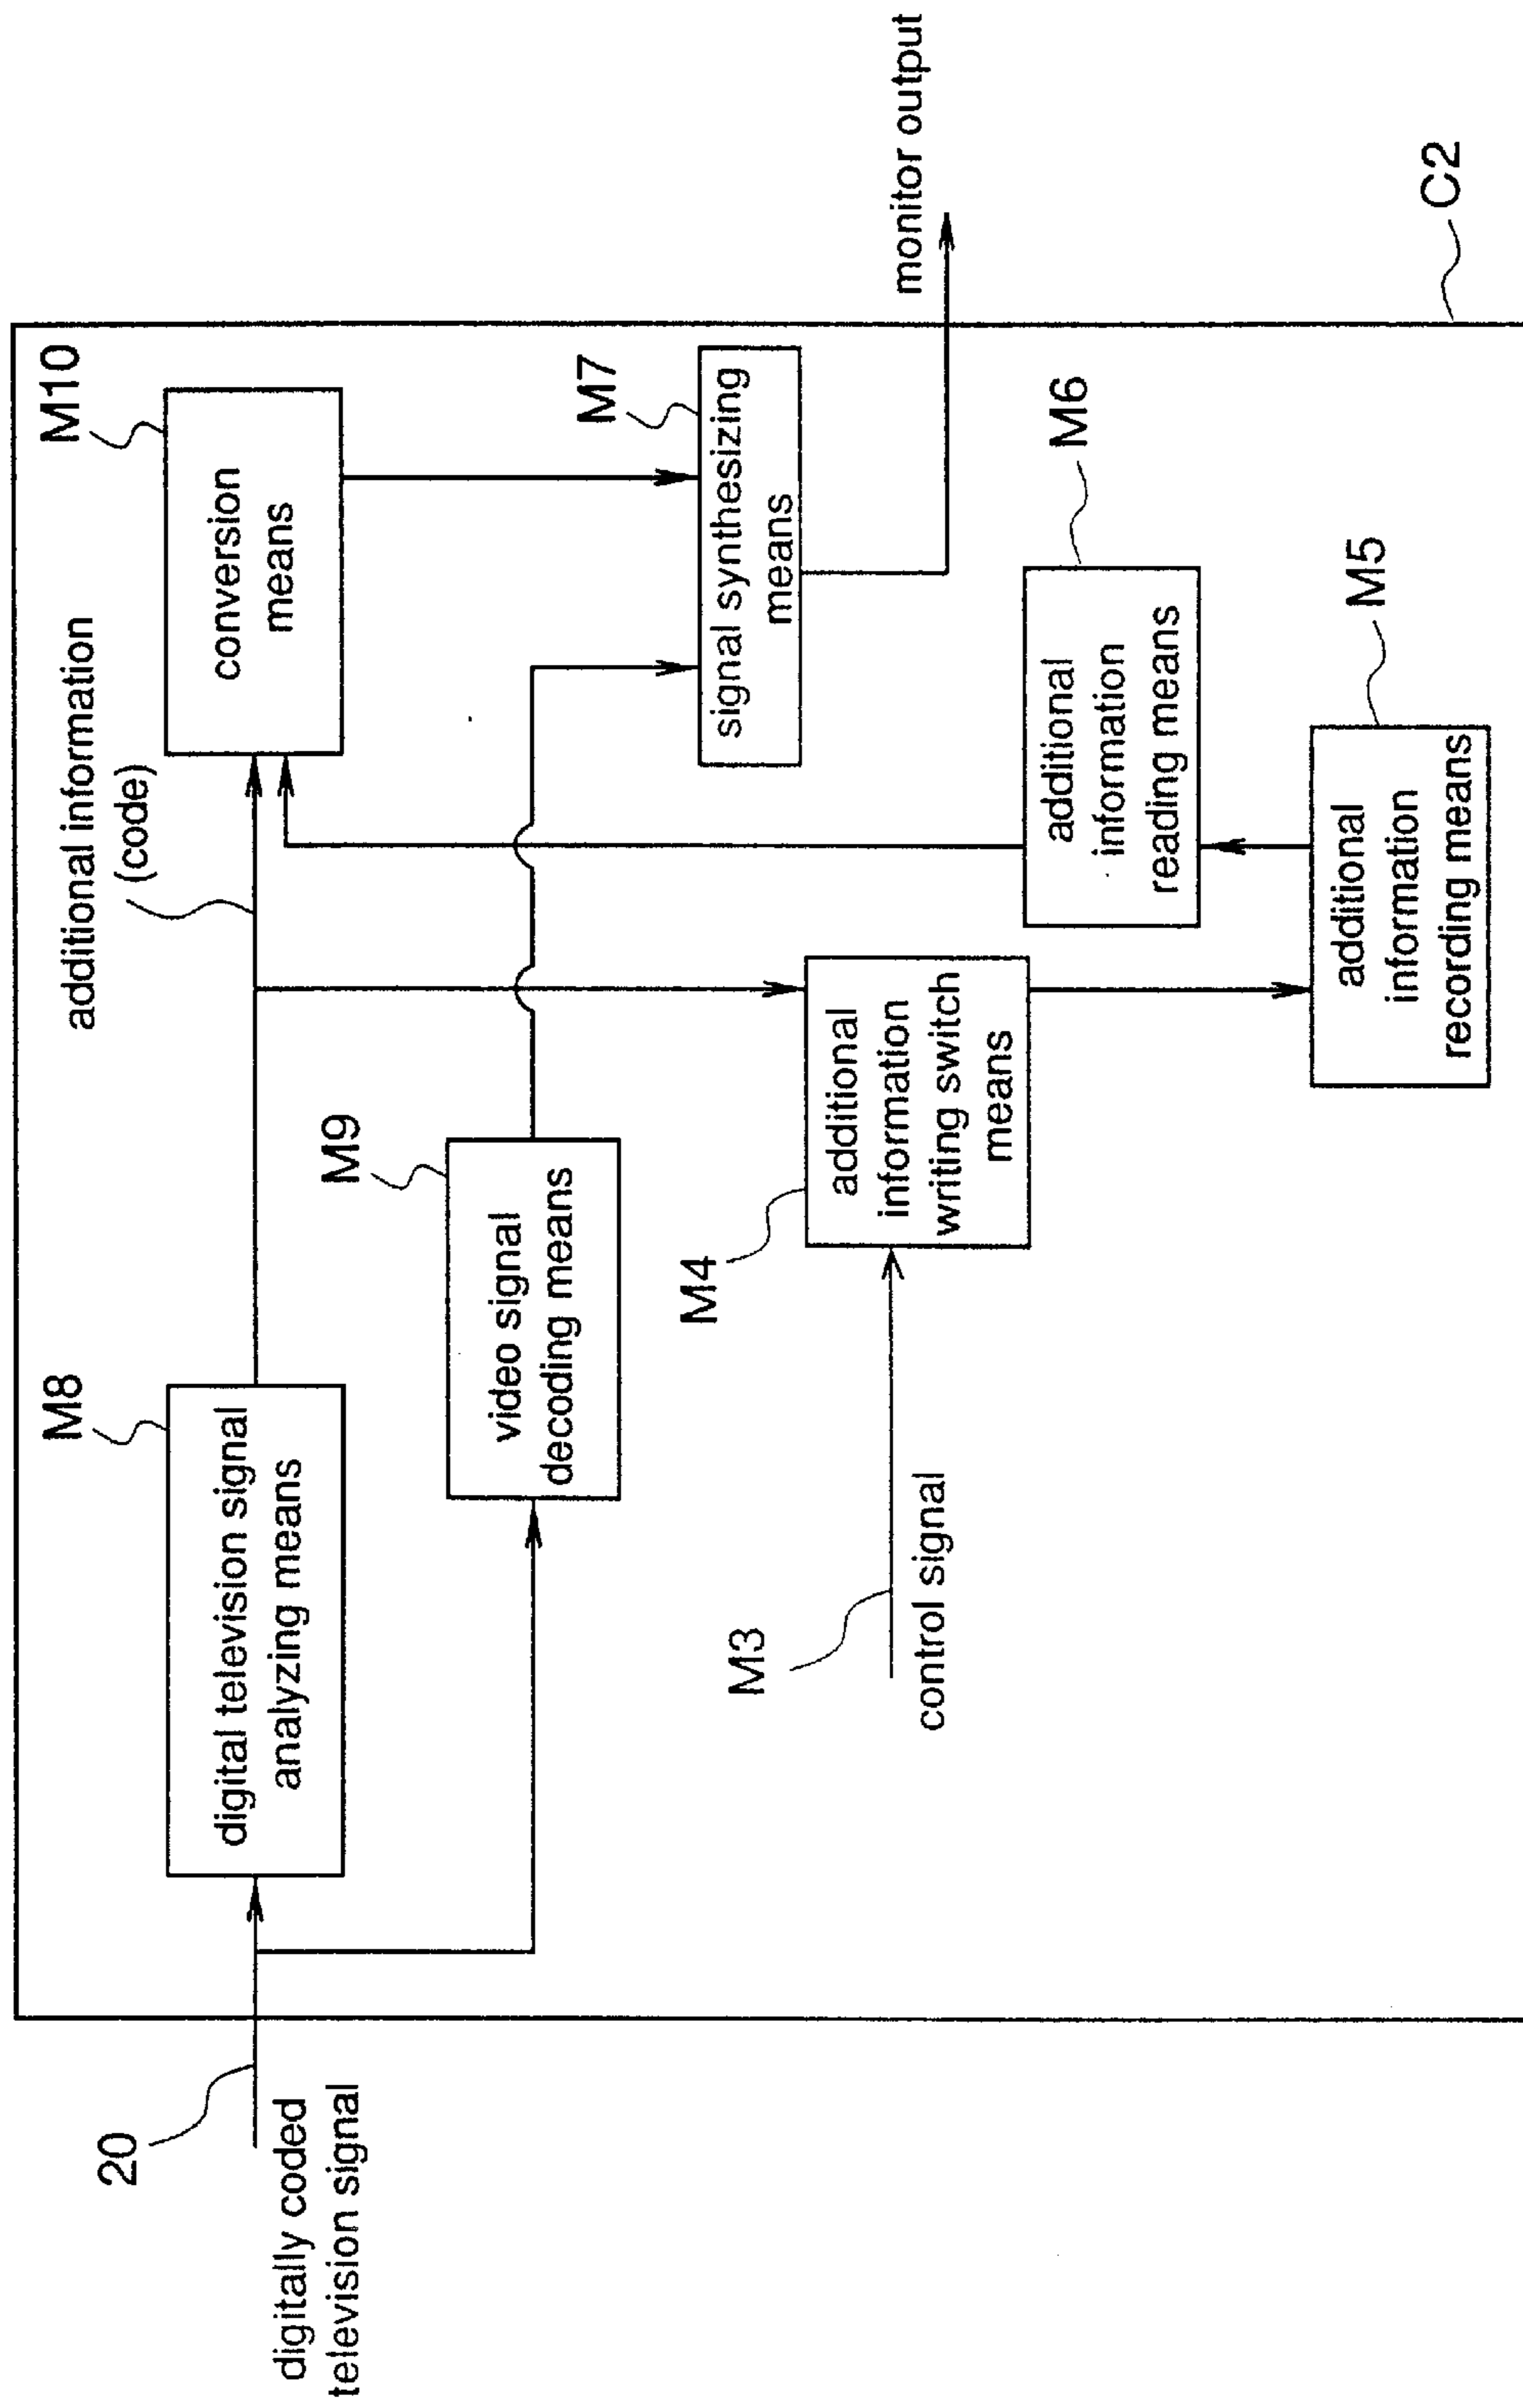 20
digitally coded
television signal
M8
digital television signal
analyzing means
additional information
(code)
M10
conversion
means
M9
video signal
decoding means
M7
signal synthesizing
means
monitor output
M3
control signal
M4
additional
information
writing switch
means
M6
additional
information
reading means
M5
additional
information
recording means
C2